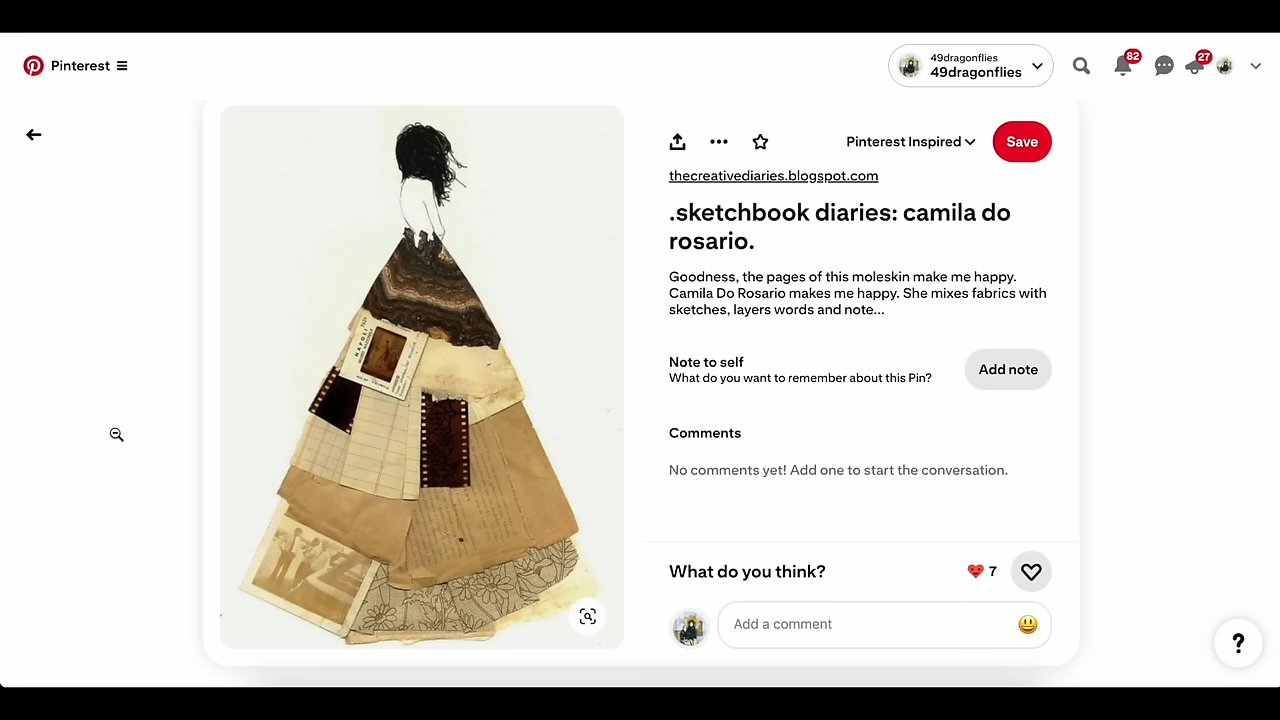 Pinterest
49dragonflies
49dragonflies
82
27
Pinterest Inspired
Save
thecreativediaries.blogspot.com
.sketchbook diaries: camila do
rosario.
Goodness, the pages of this moleskin make me happy.
Camila Do Rosario makes me happy. She mixes fabrics with
sketches, layers words and note...
Note to self
What do you want to remember about this Pin?
Add note
Comments
No comments yet! Add one to start the conversation.
What do you think?
7
Add a comment
?
NAPOLI